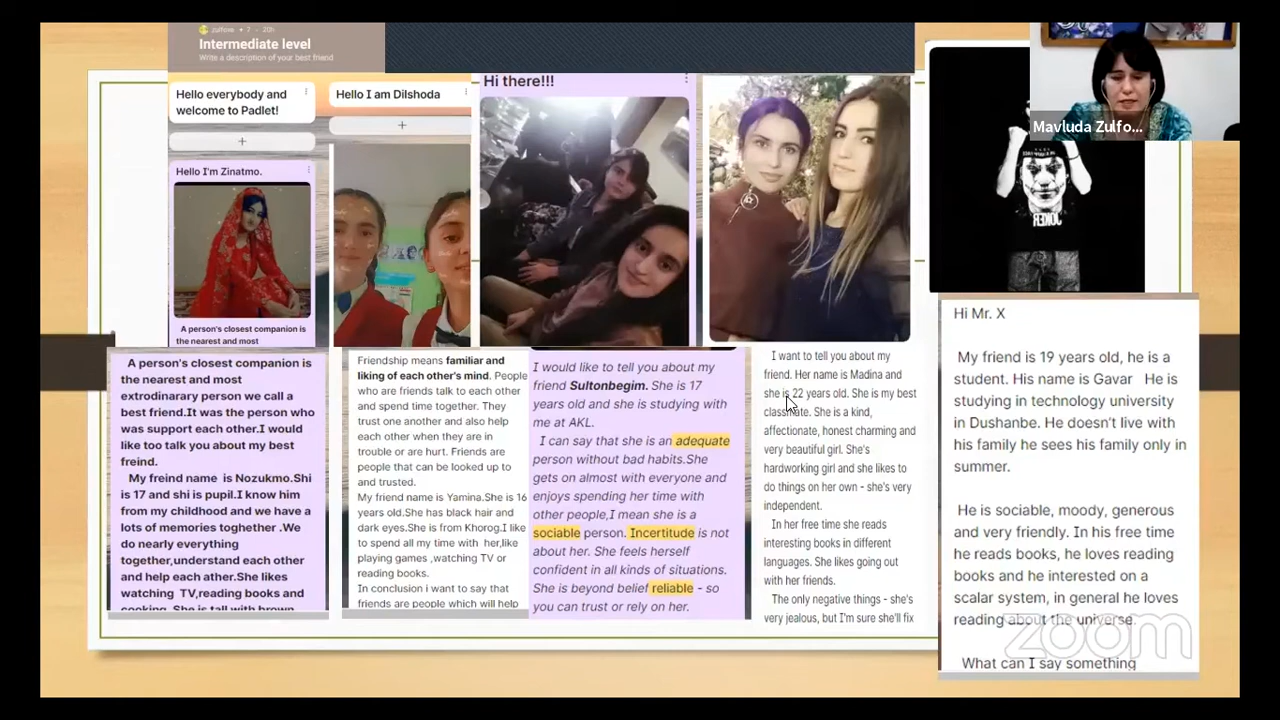 zulfova + 7 · 20h
Intermediate level
Write a description of your best friend
Hello everybody and
welcome to Padlet!
Hello I'm Zinatmo.
A person's closest companion is
the nearest and most
A person's closest companion is
the nearest and most
extrodinarary person we call a
best friend.It was the person who
was support each other.I would
like too talk you about my best
freind.
My freind name is Nozukmo.Shi
is 17 and shi is pupil.I know him
from my childhood and we have a
lots of memories toghether .We
do nearly everything
together,understand each other
and help each ather.She likes
watching TV,reading books and
cooking. She is tall with brown
Hello I am Dilshoda
Friendship means familiar and
liking of each other's mind. People
who are friends talk to each other
and spend time together. They
trust one another and also help
each other when they are in
trouble or are hurt. Friends are
people that can be looked up to
and trusted.
My friend name is Yamina.She is 16
years old.She has black hair and
dark eyes.She is from Khorog.I like
to spend all my time with her,like
playing games ,watching TV or
reading books.
In conclusion i want to say that
friends are people which will help
Hi there!!!
I would like to tell you about my
friend Sultonbegim. She is 17
years old and she is studying with
me at AKL.
I can say that she is an adequate
person without bad habits.She
gets on almost with everyone and
enjoys spending her time with
other people,I mean she is a
sociable person. Incertitude is not
about her. She feels herself
confident in all kinds of situations.
She is beyond belief reliable - so
you can trust or rely on her.
I want to tell you about my
friend. Her name is Madina and
she is 22 years old. She is my best
classmate. She is a kind,
affectionate, honest charming and
very beautiful girl. She's
hardworking girl and she likes to
do things on her own - she's very
independent.
In her free time she reads
interesting books in different
languages. She likes going out
with her friends.
The only negative things - she's
very jealous, but I'm sure she'll fix
Mavluda Zulfo...
JOKER
Hi Mr. X
My friend is 19 years old, he is a
student. His name is Gavar He is
studying in technology university
in Dushanbe. He doesn't live with
his family he sees his family only in
summer.
He is sociable, moody, generous
and very friendly. In his free time
he reads books, he loves reading
books and he interested on a
scalar system, in general he loves
reading about the universe.
What can I say something
zoom